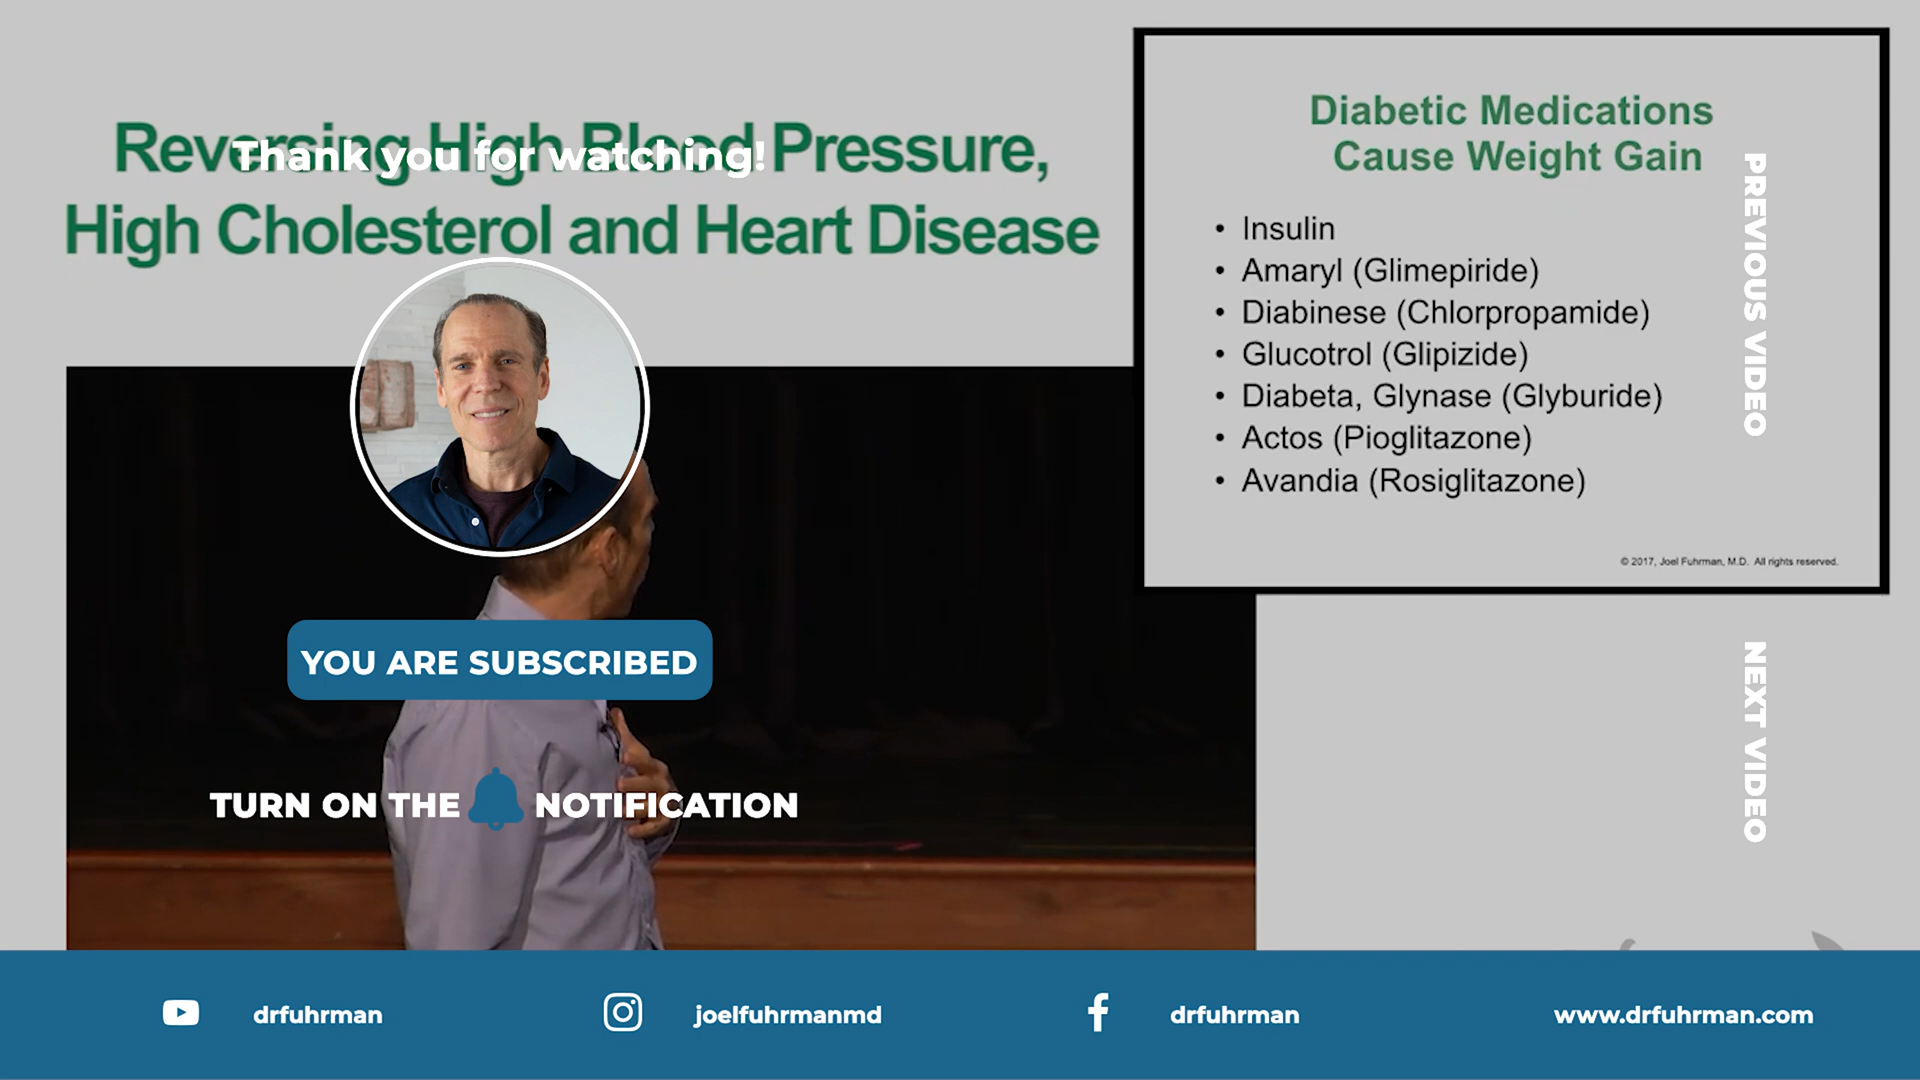 Reversing High Blood Pressure,
High Cholesterol and Heart Disease
Thank you for watching!
Diabetic Medications
Cause Weight Gain
• Insulin
• Amaryl (Glimepiride)
• Diabinese (Chlorpropamide)
• Glucotrol (Glipizide)
• Diabeta, Glynase (Glyburide)
• Actos (Pioglitazone)
• Avandia (Rosiglitazone)
© 2017, Joel Fuhrman, M.D. All rights reserved.
PREVIOUS VIDEO
YOU ARE SUBSCRIBED
TURN ON THE NOTIFICATION
NEXT VIDEO
drfuhrman
joelfuhrmanmd
drfuhrman
www.drfuhrman.com